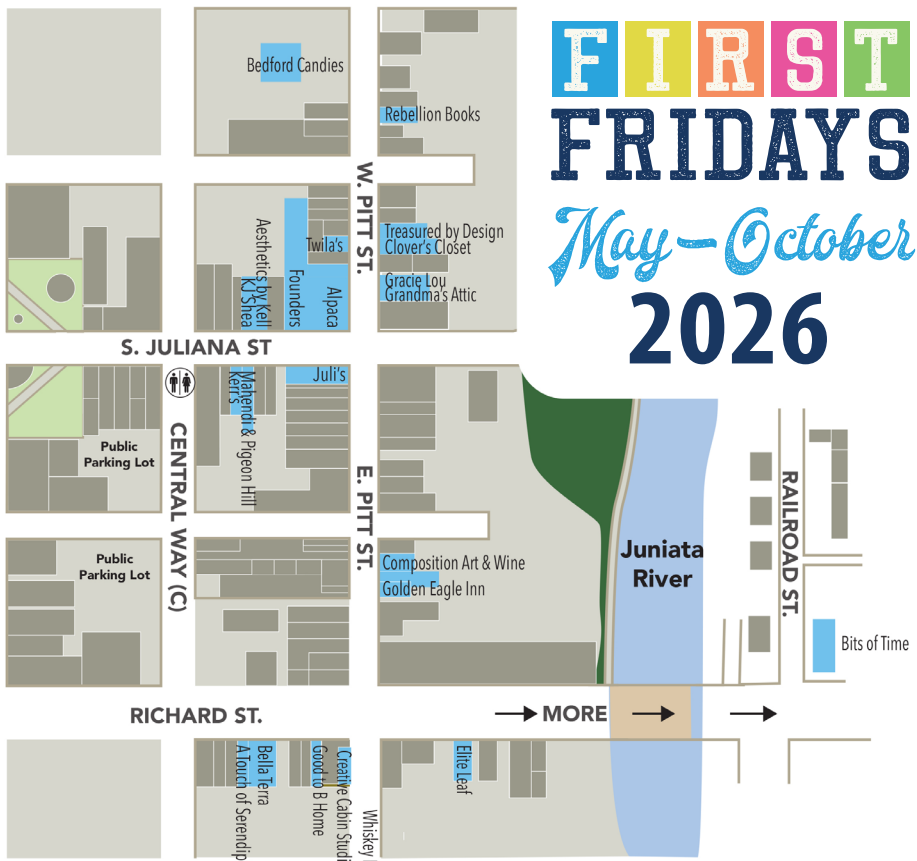 FIRST
FRIDAYS
May-October
2026
Bedford Candies
Rebellion Books
W. PITT ST.
Aesthetics by Kell
KJ Shea
Founders
Twila's
Alpaca
Treasured by Design
Clover's Closet
Gracie Lou
Grandma's Attic
S. JULIANA ST
Juli's
Mahendi & Pigeon Hill
Kerr's
Public
Parking Lot
CENTRAL WAY (C)
E. PITT ST.
Public
Parking Lot
Composition Art & Wine
Golden Eagle Inn
Juniata
River
RAILROAD ST.
Bits of Time
RICHARD ST.
MORE
A Touch of Serendip
Bella Terra
Good to B Home
Creative Cabin Studi
Whiskey
Elite Leaf